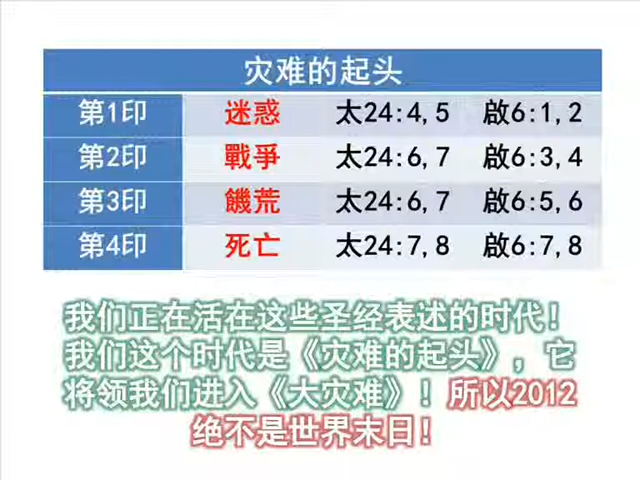 灾难的起头
第1印 迷惑 太24:4,5 啟6:1,2
第2印 戰爭 太24:6,7 啟6:3,4
第3印 饑荒 太24:6,7 啟6:5,6
第4印 死亡 太24:7,8 啟6:7,8
我们正在活在这些圣经表述的时代！
我们这个时代是《灾难的起头》，它
将领我们进入《大灾难》！所以2012
绝不是世界末日！